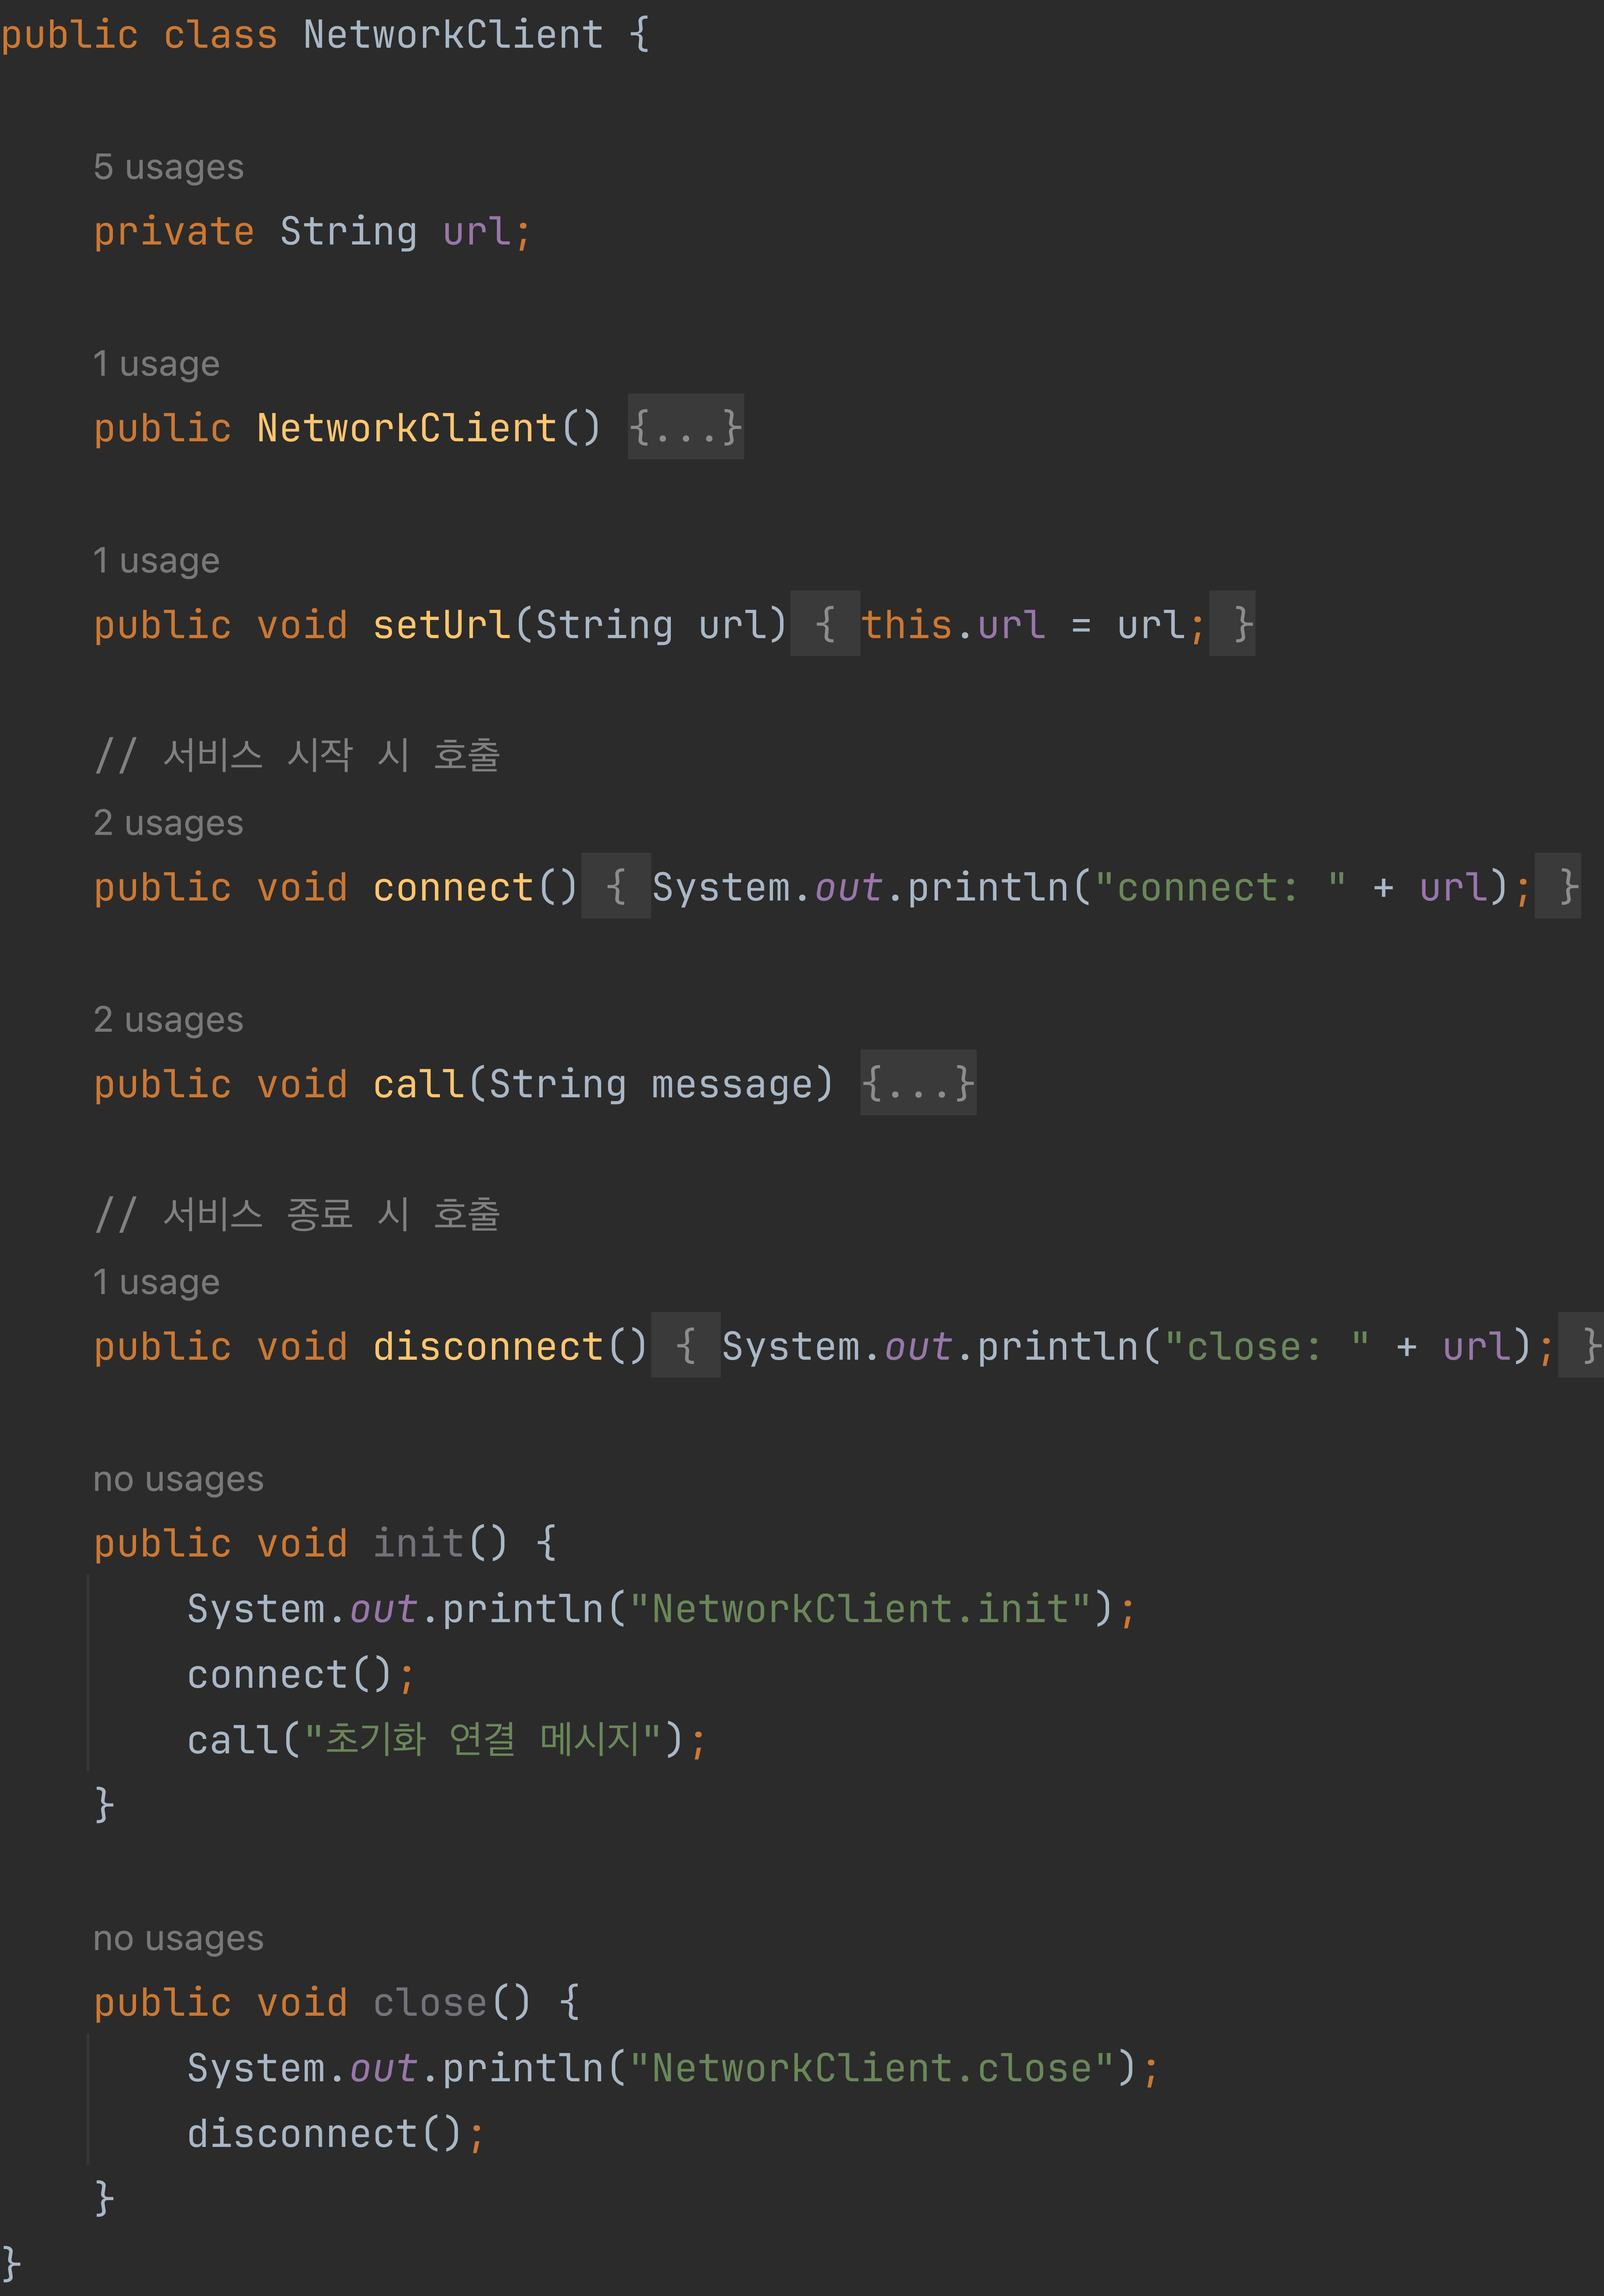 public class NetworkClient {
5 usages
private String url;
1 usage
public NetworkClient() {...}
1 usage
public void setUrl(String url) { this.url = url; }
// 서비스 시작 시 호출
2 usages
public void connect() { System.out.println("connect: " + url); }
2 usages
public void call(String message) {...}
// 서비스 종료 시 호출
1 usage
public void disconnect() { System.out.println("close: " + url); }
no usages
public void init() {
System.out.println("NetworkClient.init");
connect();
call("초기화 연결 메시지");
}
no usages
public void close() {
System.out.println("NetworkClient.close");
disconnect();
}
}